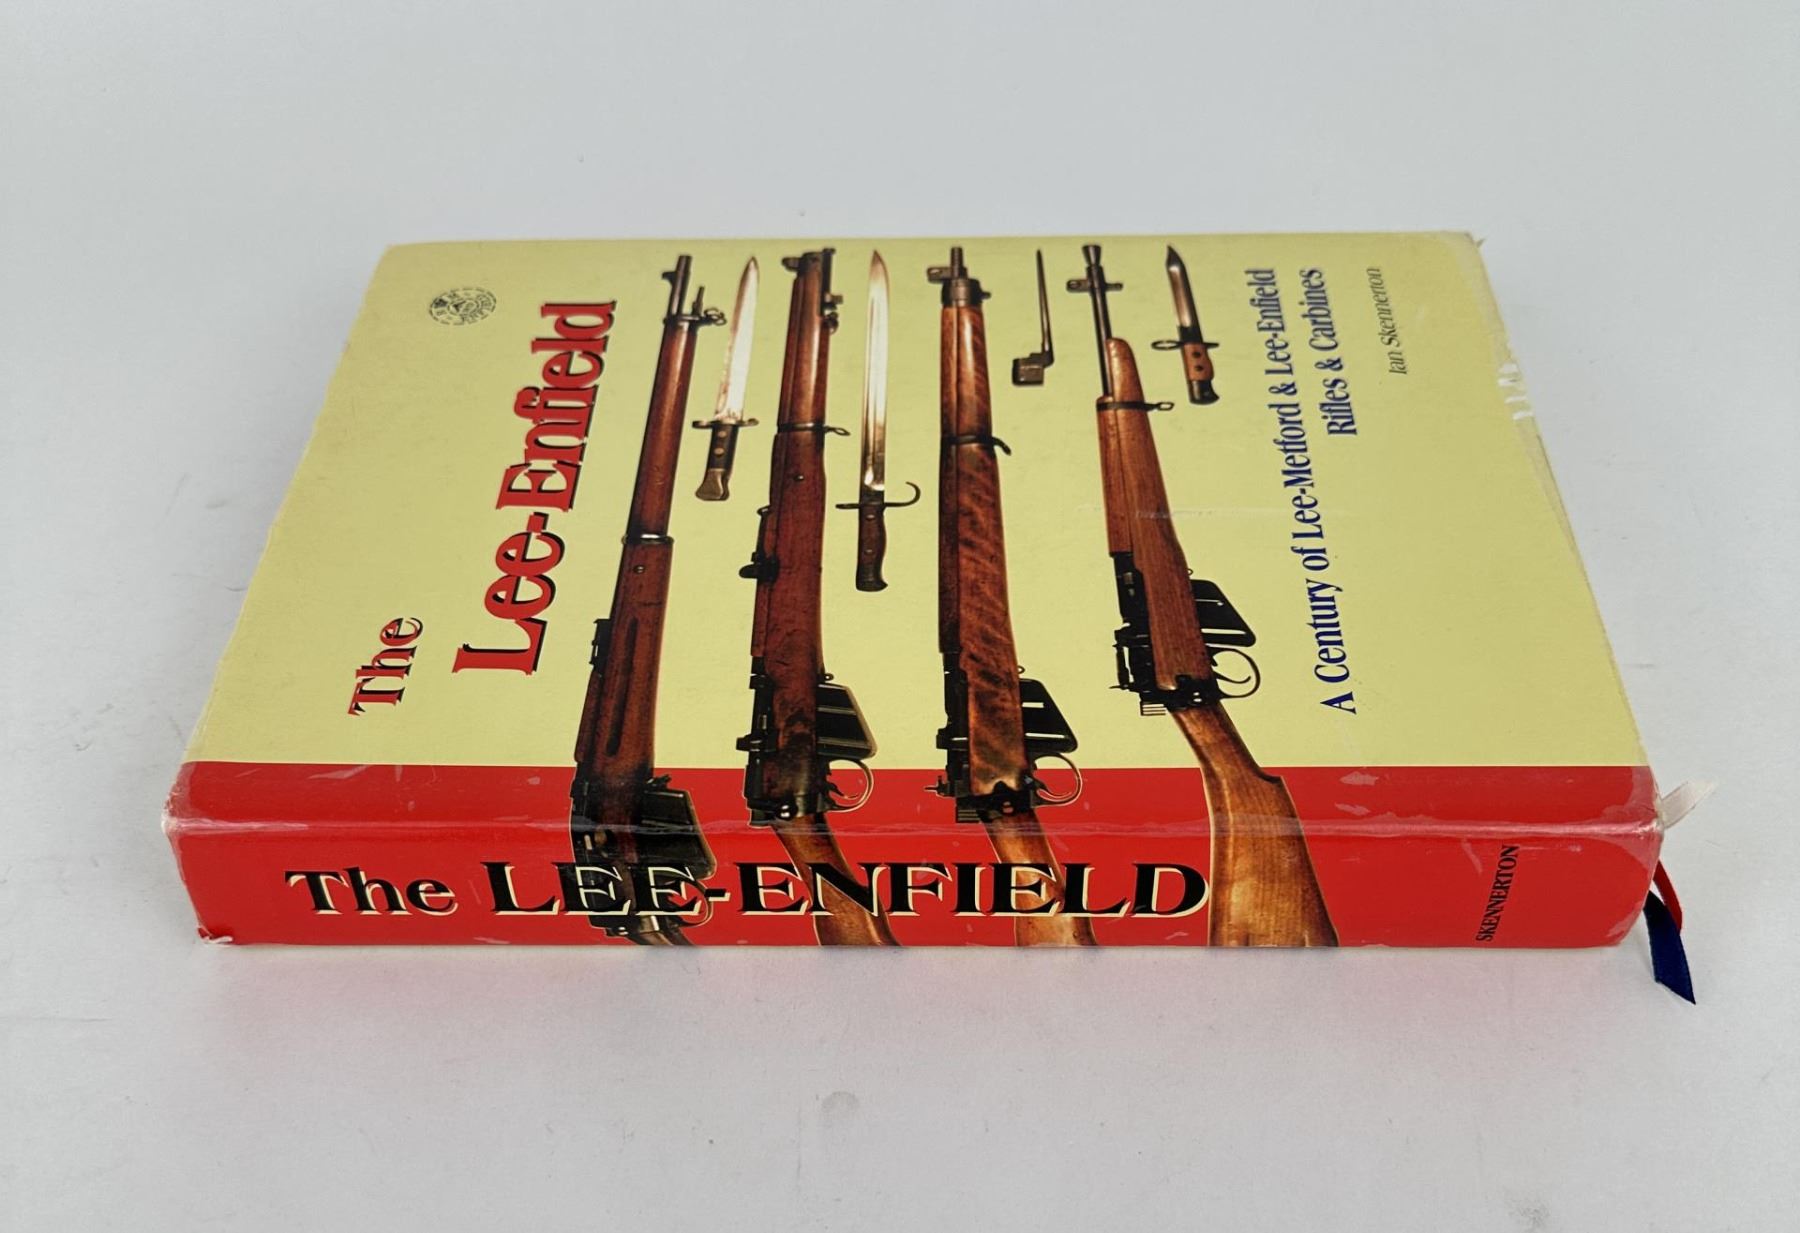 The
Lee-Enfield
A Century of Lee-Metford & Lee-Enfield
Rifles & Carbines
Ian Skennerton
The LEE-ENFIELD
SKENNERTON